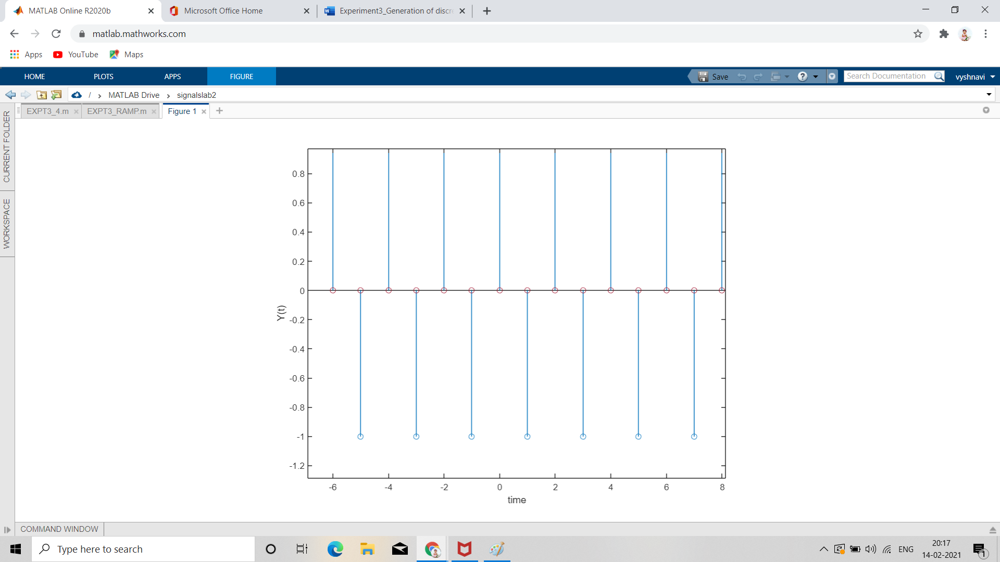 MATLAB Online R2020b
Microsoft Office Home
Experiment3_Generation of discr
matlab.mathworks.com
Apps
YouTube
Maps
HOME
PLOTS
APPS
FIGURE
Save
Search Documentation
vyshnavi
/ › MATLAB Drive › signalslab2
EXPT3_4.m
EXPT3_RAMP.m
Figure 1
CURRENT FOLDER
WORKSPACE
0.8
0.6
0.4
0.2
0
-0.2
-0.4
-0.6
-0.8
-1
-1.2
Y(t)
-6 -4 -2 0 2 4 6 8
time
COMMAND WINDOW
Type here to search
ENG
20:17
14-02-2021
1